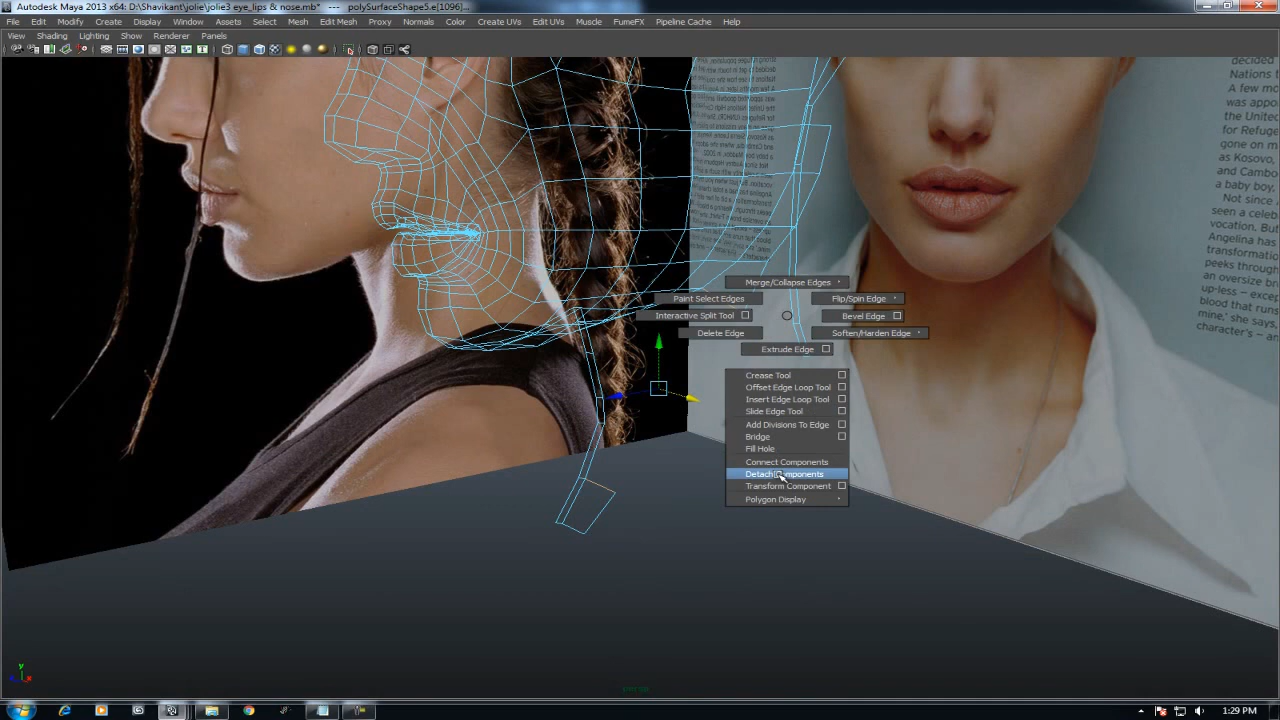 Autodesk Maya 2013 x64: D:\Shavikant\jolie\jolie3 eye_lips & nose.mb* --- polySurfaceShape5.e[1096]...
File Edit Modify Create Display Window Assets Select Mesh Edit Mesh Proxy Normals Color Create UVs Edit UVs Muscle FumeFX Pipeline Cache Help
View Shading Lighting Show Renderer Panels
decided
Nations
A few mo
was appo
the United
for Refuge
gone on m
as Kosovo,
and Cambo
a baby boy,
Not since
seen a celeb
vocation. But
Angelina has
transformatio
peeks through
an oversize br
up-less – excep
blood that runs
mine,' she says,
character's –
Merge/Collapse Edges
Paint Select Edges Flip/Spin Edge
Interactive Split Tool Bevel Edge
Delete Edge Soften/Harden Edge
Extrude Edge
Crease Tool
Offset Edge Loop Tool
Insert Edge Loop Tool
Slide Edge Tool
Add Divisions To Edge
Bridge
Fill Hole
Connect Components
Detach Components
Transform Component
Polygon Display
y
persp
1:29 PM